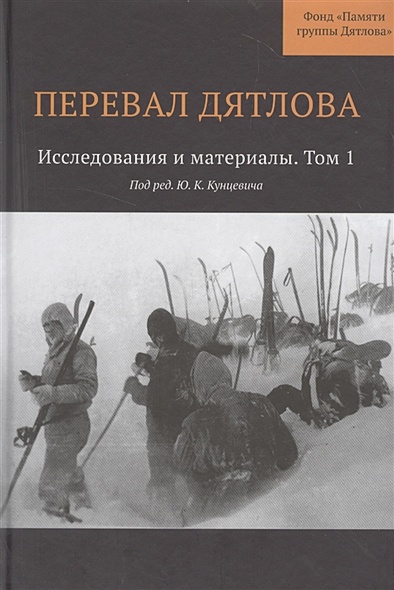 Фонд «Памяти
группы Дятлова»
ПЕРЕВАЛ ДЯТЛОВА
Исследования и материалы. Том 1
Под ред. Ю. К. Кунцевича